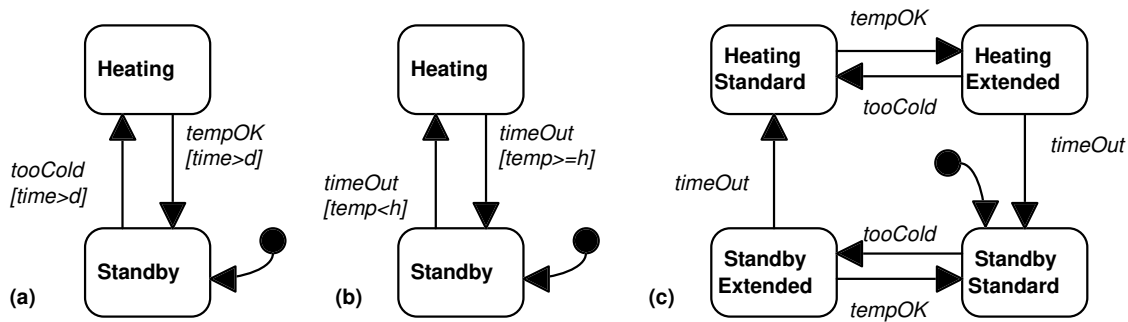 Heating
tempOK
[time>d]
tooCold
[time>d]
Standby
(a)
Heating
timeOut
[temp>=h]
timeOut
[temp<h]
Standby
(b)
tempOK
Heating
Standard
Heating
Extended
tooCold
timeOut
timeOut
tooCold
Standby
Extended
Standby
Standard
tempOK
(c)